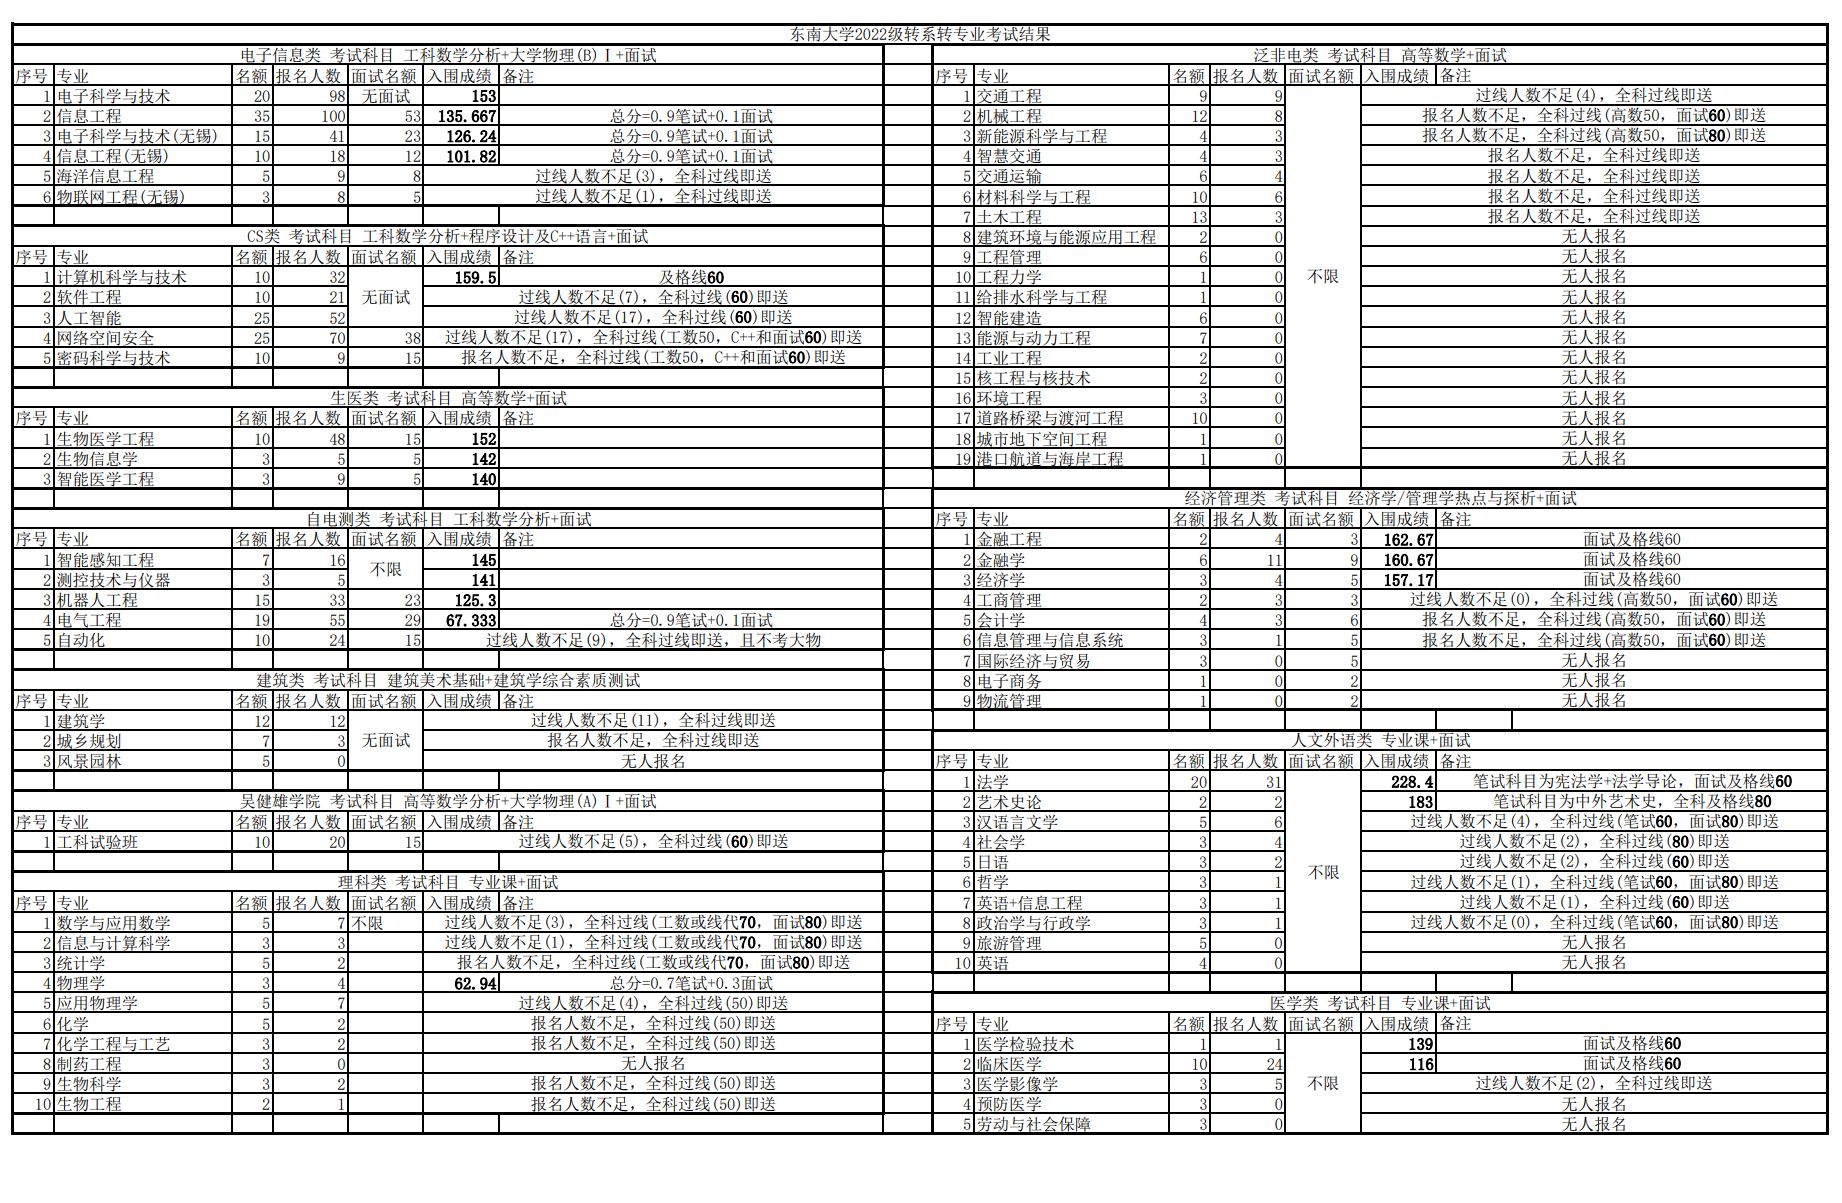 东南大学2022级转系转专业考试结果
电子信息类 考试科目 工科数学分析+大学物理(B)Ⅰ+面试
序号 专业 名额 报名人数 面试名额 入围成绩 备注
1 电子科学与技术 20 98 无面试 153
2 信息工程 35 100 53 135.667 总分=0.9笔试+0.1面试
3 电子科学与技术(无锡) 15 41 23 126.24 总分=0.9笔试+0.1面试
4 信息工程(无锡) 10 18 12 101.82 总分=0.9笔试+0.1面试
5 海洋信息工程 5 9 8 过线人数不足(3),全科过线即送
6 物联网工程(无锡) 3 8 5 过线人数不足(1),全科过线即送
CS类 考试科目 工科数学分析+程序设计及C++语言+面试
序号 专业 名额 报名人数 面试名额 入围成绩 备注
1 计算机科学与技术 10 32 159.5 及格线60
2 软件工程 10 21 无面试 过线人数不足(7),全科过线(60)即送
3 人工智能 25 52 过线人数不足(17),全科过线(60)即送
4 网络空间安全 25 70 38 过线人数不足(17),全科过线(工数50,C++和面试60)即送
5 密码科学与技术 10 9 15 报名人数不足,全科过线(工数50,C++和面试60)即送
生医类 考试科目 高等数学+面试
序号 专业 名额 报名人数 面试名额 入围成绩 备注
1 生物医学工程 10 48 15 152
2 生物信息学 3 5 5 142
3 智能医学工程 3 9 5 140
自电测类 考试科目 工科数学分析+面试
序号 专业 名额 报名人数 面试名额 入围成绩 备注
1 智能感知工程 7 16 不限 145
2 测控技术与仪器 3 5 141
3 机器人工程 15 33 23 125.3
4 电气工程 19 55 29 67.333 总分=0.9笔试+0.1面试
5 自动化 10 24 15 过线人数不足(9),全科过线即送,且不考大物
建筑类 考试科目 建筑美术基础+建筑学综合素质测试
序号 专业 名额 报名人数 面试名额 入围成绩 备注
1 建筑学 12 12 过线人数不足(11),全科过线即送
2 城乡规划 7 3 无面试 报名人数不足,全科过线即送
3 风景园林 5 0 无人报名
吴健雄学院 考试科目 高等数学分析+大学物理(A)Ⅰ+面试
序号 专业 名额 报名人数 面试名额 入围成绩 备注
1 工科试验班 10 20 15 过线人数不足(5),全科过线(60)即送
理科类 考试科目 专业课+面试
序号 专业 名额 报名人数 面试名额 入围成绩 备注
1 数学与应用数学 5 7 不限 过线人数不足(3),全科过线(工数或线代70,面试80)即送
2 信息与计算科学 3 3 过线人数不足(1),全科过线(工数或线代70,面试80)即送
3 统计学 5 2 报名人数不足,全科过线(工数或线代70,面试80)即送
4 物理学 3 4 62.94 总分=0.7笔试+0.3面试
5 应用物理学 5 7 过线人数不足(4),全科过线(50)即送
6 化学 5 2 报名人数不足,全科过线(50)即送
7 化学工程与工艺 3 2 报名人数不足,全科过线(50)即送
8 制药工程 3 0 无人报名
9 生物科学 3 2 报名人数不足,全科过线(50)即送
10 生物工程 2 1 报名人数不足,全科过线(50)即送
泛非电类 考试科目 高等数学+面试
序号 专业 名额 报名人数 面试名额 入围成绩 备注
1 交通工程 9 9 过线人数不足(4),全科过线即送
2 机械工程 12 8 报名人数不足,全科过线(高数50,面试60)即送
3 新能源科学与工程 4 3 报名人数不足,全科过线(高数50,面试80)即送
4 智慧交通 4 3 报名人数不足,全科过线即送
5 交通运输 6 4 报名人数不足,全科过线即送
6 材料科学与工程 10 6 报名人数不足,全科过线即送
7 土木工程 13 3 报名人数不足,全科过线即送
8 建筑环境与能源应用工程 2 0 无人报名
9 工程管理 6 0 无人报名
10 工程力学 1 0 不限 无人报名
11 给排水科学与工程 1 0 无人报名
12 智能建造 6 0 无人报名
13 能源与动力工程 7 0 无人报名
14 工业工程 2 0 无人报名
15 核工程与核技术 2 0 无人报名
16 环境工程 3 0 无人报名
17 道路桥梁与渡河工程 10 0 无人报名
18 城市地下空间工程 1 0 无人报名
19 港口航道与海岸工程 1 0 无人报名
经济管理类 考试科目 经济学/管理学热点与探析+面试
序号 专业 名额 报名人数 面试名额 入围成绩 备注
1 金融工程 2 4 3 162.67 面试及格线60
2 金融学 6 11 9 160.67 面试及格线60
3 经济学 3 4 5 157.17 面试及格线60
4 工商管理 2 3 3 过线人数不足(0),全科过线(高数50,面试60)即送
5 会计学 4 3 6 报名人数不足,全科过线(高数50,面试60)即送
6 信息管理与信息系统 3 1 5 报名人数不足,全科过线(高数50,面试60)即送
7 国际经济与贸易 3 0 5 无人报名
8 电子商务 1 0 2 无人报名
9 物流管理 1 0 2 无人报名
人文外语类 专业课+面试
序号 专业 名额 报名人数 面试名额 入围成绩 备注
1 法学 20 31 228.4 笔试科目为宪法学+法学导论,面试及格线60
2 艺术史论 2 2 183 笔试科目为中外艺术史,全科及格线80
3 汉语言文学 5 6 过线人数不足(4),全科过线(笔试60,面试80)即送
4 社会学 3 4 过线人数不足(2),全科过线(80)即送
5 日语 3 2 不限 过线人数不足(2),全科过线(60)即送
6 哲学 3 1 过线人数不足(1),全科过线(笔试60,面试80)即送
7 英语+信息工程 3 1 过线人数不足(1),全科过线(60)即送
8 政治学与行政学 3 1 过线人数不足(0),全科过线(笔试60,面试80)即送
9 旅游管理 5 0 无人报名
10 英语 4 0 无人报名
医学类 考试科目 专业课+面试
序号 专业 名额 报名人数 面试名额 入围成绩 备注
1 医学检验技术 1 1 139 面试及格线60
2 临床医学 10 24 116 面试及格线60
3 医学影像学 3 5 不限 过线人数不足(2),全科过线即送
4 预防医学 3 0 无人报名
5 劳动与社会保障 3 0 无人报名